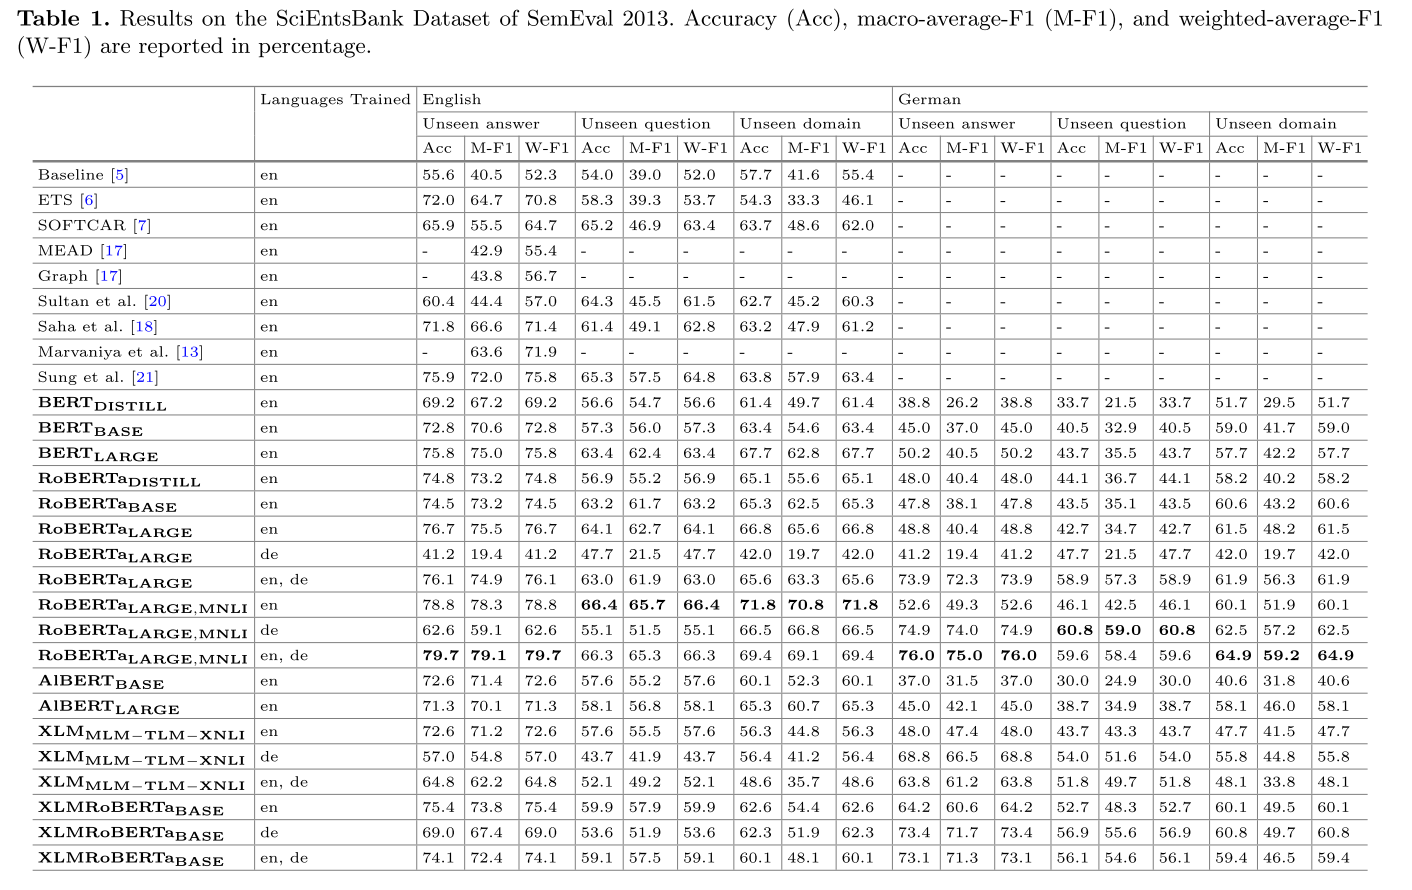 Table 1. Results on the SciEntsBank Dataset of SemEval 2013. Accuracy (Acc), macro-average-F1 (M-F1), and weighted-average-F1
(W-F1) are reported in percentage.
Languages Trained English German
Unseen answer Unseen question Unseen domain Unseen answer Unseen question Unseen domain
Acc M-F1 W-F1 Acc M-F1 W-F1 Acc M-F1 W-F1 Acc M-F1 W-F1 Acc M-F1 W-F1 Acc M-F1 W-F1
Baseline [5] en 55.6 40.5 52.3 54.0 39.0 52.0 57.7 41.6 55.4 - - - - - - - - -
ETS [6] en 72.0 64.7 70.8 58.3 39.3 53.7 54.3 33.3 46.1 - - - - - - - - -
SOFTCAR [7] en 65.9 55.5 64.7 65.2 46.9 63.4 63.7 48.6 62.0 - - - - - - - - -
MEAD [17] en - 42.9 55.4 - - - - - - - - - - - - - - -
Graph [17] en - 43.8 56.7 - - - - - - - - - - - - - - -
Sultan et al. [20] en 60.4 44.4 57.0 64.3 45.5 61.5 62.7 45.2 60.3 - - - - - - - - -
Saha et al. [18] en 71.8 66.6 71.4 61.4 49.1 62.8 63.2 47.9 61.2 - - - - - - - - -
Marvaniya et al. [13] en - 63.6 71.9 - - - - - - - - - - - - - - -
Sung et al. [21] en 75.9 72.0 75.8 65.3 57.5 64.8 63.8 57.9 63.4 - - - - - - - - -
BERTDISTILL en 69.2 67.2 69.2 56.6 54.7 56.6 61.4 49.7 61.4 38.8 26.2 38.8 33.7 21.5 33.7 51.7 29.5 51.7
BERTBASE en 72.8 70.6 72.8 57.3 56.0 57.3 63.4 54.6 63.4 45.0 37.0 45.0 40.5 32.9 40.5 59.0 41.7 59.0
BERTLARGE en 75.8 75.0 75.8 63.4 62.4 63.4 67.7 62.8 67.7 50.2 40.5 50.2 43.7 35.5 43.7 57.7 42.2 57.7
RoBERTaDISTILL en 74.8 73.2 74.8 56.9 55.2 56.9 65.1 55.6 65.1 48.0 40.4 48.0 44.1 36.7 44.1 58.2 40.2 58.2
RoBERTaBASE en 74.5 73.2 74.5 63.2 61.7 63.2 65.3 62.5 65.3 47.8 38.1 47.8 43.5 35.1 43.5 60.6 43.2 60.6
RoBERTaLARGE en 76.7 75.5 76.7 64.1 62.7 64.1 66.8 65.6 66.8 48.8 40.4 48.8 42.7 34.7 42.7 61.5 48.2 61.5
RoBERTaLARGE de 41.2 19.4 41.2 47.7 21.5 47.7 42.0 19.7 42.0 41.2 19.4 41.2 47.7 21.5 47.7 42.0 19.7 42.0
RoBERTaLARGE en, de 76.1 74.9 76.1 63.0 61.9 63.0 65.6 63.3 65.6 73.9 72.3 73.9 58.9 57.3 58.9 61.9 56.3 61.9
RoBERTaLARGE,MNLI en 78.8 78.3 78.8 66.4 65.7 66.4 71.8 70.8 71.8 52.6 49.3 52.6 46.1 42.5 46.1 60.1 51.9 60.1
RoBERTaLARGE,MNLI de 62.6 59.1 62.6 55.1 51.5 55.1 66.5 66.8 66.5 74.9 74.0 74.9 60.8 59.0 60.8 62.5 57.2 62.5
RoBERTaLARGE,MNLI en, de 79.7 79.1 79.7 66.3 65.3 66.3 69.4 69.1 69.4 76.0 75.0 76.0 59.6 58.4 59.6 64.9 59.2 64.9
AlBERTBASE en 72.6 71.4 72.6 57.6 55.2 57.6 60.1 52.3 60.1 37.0 31.5 37.0 30.0 24.9 30.0 40.6 31.8 40.6
AlBERTLARGE en 71.3 70.1 71.3 58.1 56.8 58.1 65.3 60.7 65.3 45.0 42.1 45.0 38.7 34.9 38.7 58.1 46.0 58.1
XLMMLM−TLM−XNLI en 72.6 71.2 72.6 57.6 55.5 57.6 56.3 44.8 56.3 48.0 47.4 48.0 43.7 43.3 43.7 47.7 41.5 47.7
XLMMLM−TLM−XNLI de 57.0 54.8 57.0 43.7 41.9 43.7 56.4 41.2 56.4 68.8 66.5 68.8 54.0 51.6 54.0 55.8 44.8 55.8
XLMMLM−TLM−XNLI en, de 64.8 62.2 64.8 52.1 49.2 52.1 48.6 35.7 48.6 63.8 61.2 63.8 51.8 49.7 51.8 48.1 33.8 48.1
XLMRoBERTaBASE en 75.4 73.8 75.4 59.9 57.9 59.9 62.6 54.4 62.6 64.2 60.6 64.2 52.7 48.3 52.7 60.1 49.5 60.1
XLMRoBERTaBASE de 69.0 67.4 69.0 53.6 51.9 53.6 62.3 51.9 62.3 73.4 71.7 73.4 56.9 55.6 56.9 60.8 49.7 60.8
XLMRoBERTaBASE en, de 74.1 72.4 74.1 59.1 57.5 59.1 60.1 48.1 60.1 73.1 71.3 73.1 56.1 54.6 56.1 59.4 46.5 59.4